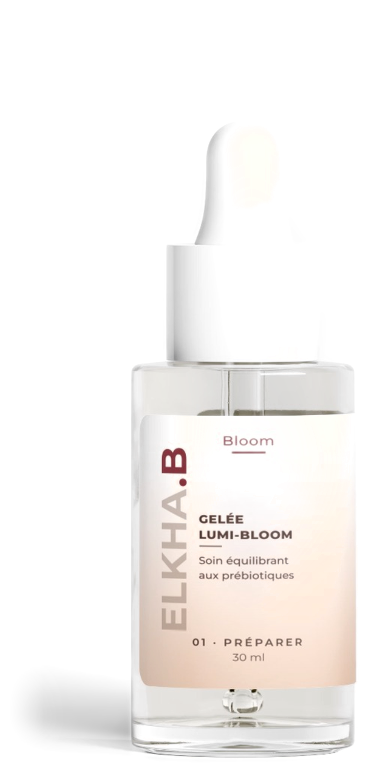 Bloom
ELKHA.B
GELÉE
LUMI-BLOOM
Soin équilibrant
aux prébiotiques
01 · PRÉPARER
30 ml